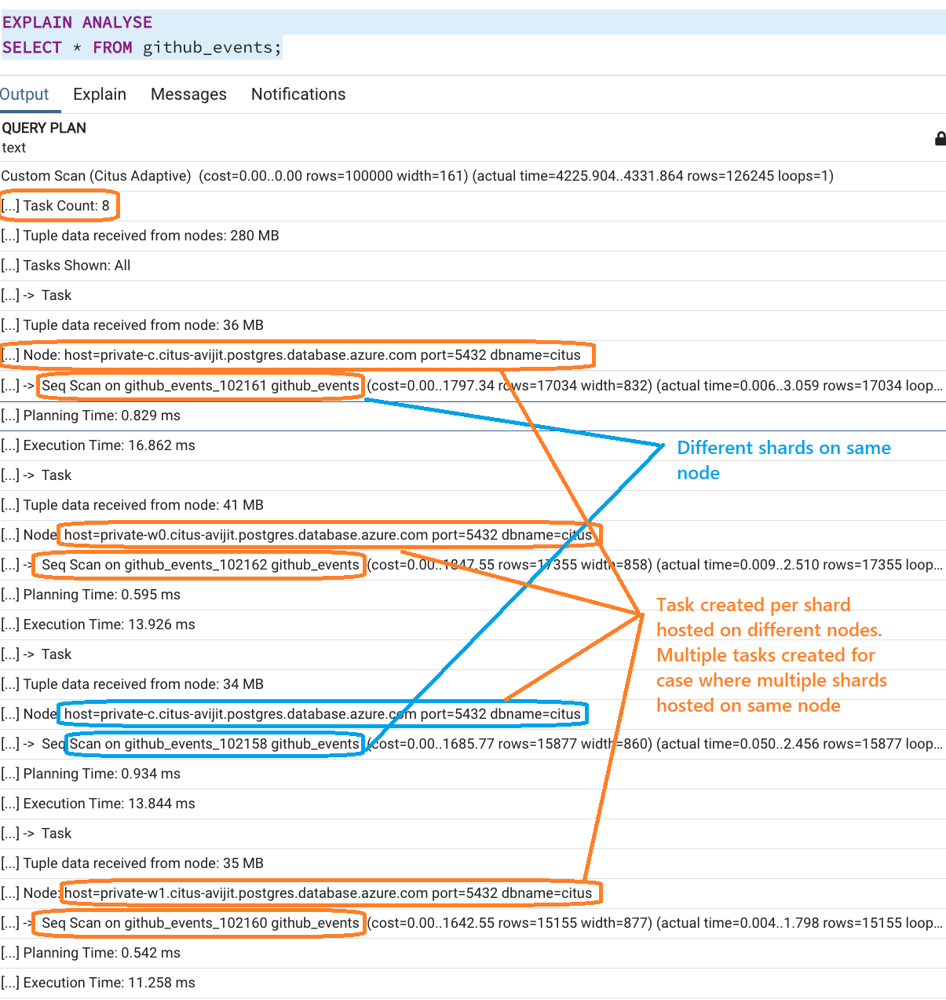 EXPLAIN ANALYSE
SELECT * FROM github_events;
Output Explain Messages Notifications
QUERY PLAN
text
Custom Scan (Citus Adaptive) (cost=0.00..0.00 rows=100000 width=161) (actual time=4225.904..4331.864 rows=126245 loops=1)
[...] Task Count: 8
[...] Tuple data received from nodes: 280 MB
[...] Tasks Shown: All
[...] -> Task
[...] Tuple data received from node: 36 MB
[...] Node: host=private-c.citus-avijit.postgres.database.azure.com port=5432 dbname=citus
[...] -> Seq Scan on github_events_102161 github_events (cost=0.00..1797.34 rows=17034 width=832) (actual time=0.006..3.059 rows=17034 loop...
[...] Planning Time: 0.829 ms
[...] Execution Time: 16.862 ms
Different shards on same
node
[...] -> Task
[...] Tuple data received from node: 41 MB
[...] Node host=private-w0.citus-avijit.postgres.database.azure.com port=5432 dbname=citus
[...] -> Seq Scan on github_events_102162 github_events (cost=0.00..1847.55 rows=17355 width=858) (actual time=0.009..2.510 rows=17355 loop...
[...] Planning Time: 0.595 ms
[...] Execution Time: 13.926 ms
Task created per shard
hosted on different nodes.
Multiple tasks created for
case where multiple shards
hosted on same node
[...] -> Task
[...] Tuple data received from node: 34 MB
[...] Node host=private-c.citus-avijit.postgres.database.azure.com port=5432 dbname=citus
[...] -> Seq Scan on github_events_102158 github_events (cost=0.00..1685.77 rows=15877 width=860) (actual time=0.050..2.456 rows=15877 loop...
[...] Planning Time: 0.934 ms
[...] Execution Time: 13.844 ms
[...] -> Task
[...] Tuple data received from node: 35 MB
[...] Node: host=private-w1.citus-avijit.postgres.database.azure.com port=5432 dbname=citus
[...] -> Seq Scan on github_events_102160 github_events (cost=0.00..1642.55 rows=15155 width=877) (actual time=0.004..1.798 rows=15155 loop...
[...] Planning Time: 0.542 ms
[...] Execution Time: 11.258 ms